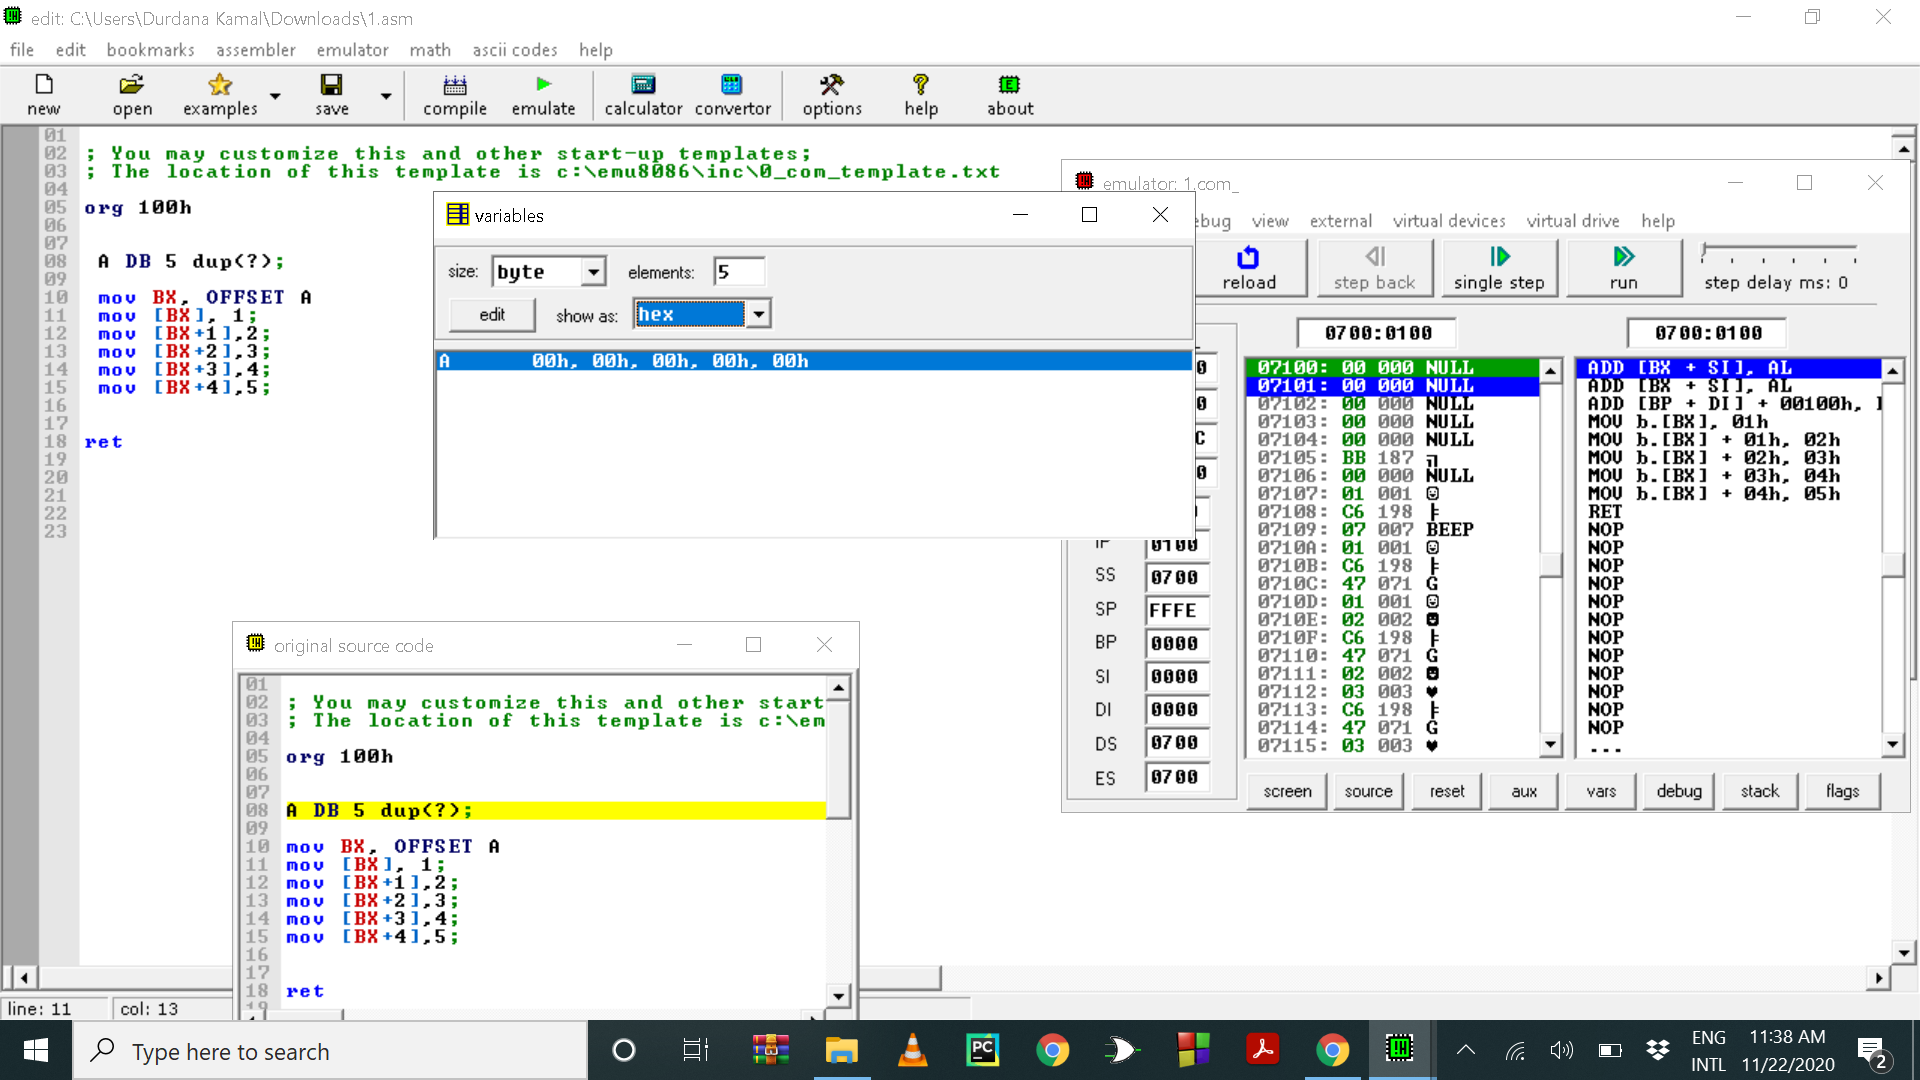 edit: C:\Users\Durdana Kamal\Downloads\1.asm
file edit bookmarks assembler emulator math ascii codes help
new open examples save compile emulate calculator convertor options help about
01
02 ; You may customize this and other start-up templates;
03 ; The location of this template is c:\emu8086\inc\0_com_template.txt
04
05 org 100h
06
07
08 A DB 5 dup(?);
09
10 mov BX, OFFSET A
11 mov [BX], 1;
12 mov [BX+1],2;
13 mov [BX+2],3;
14 mov [BX+3],4;
15 mov [BX+4],5;
16
17
18 ret
19
20
21
22
23
line: 11 col: 13
variables
size: byte elements: 5
edit show as: hex
A 00h, 00h, 00h, 00h, 00h
original source code
01
02 ; You may customize this and other start
03 ; The location of this template is c:\em
04
05 org 100h
06
07
08 A DB 5 dup(?);
09
10 mov BX, OFFSET A
11 mov [BX], 1;
12 mov [BX+1],2;
13 mov [BX+2],3;
14 mov [BX+3],4;
15 mov [BX+4],5;
16
17
18 ret
19
emulator: 1.com_
view external virtual devices virtual drive help
reload step back single step run step delay ms: 0
0700:0100 0700:0100
0
0
C
0
IP 0100
SS 0700
SP FFFE
BP 0000
SI 0000
DI 0000
DS 0700
ES 0700
07100: 00 000 NULL
07101: 00 000 NULL
07102: 00 000 NULL
07103: 00 000 NULL
07104: 00 000 NULL
07105: BB 187 ╗
07106: 00 000 NULL
07107: 01 001 ☺
07108: C6 198 ╞
07109: 07 007 BEEP
0710A: 01 001 ☺
0710B: C6 198 ╞
0710C: 47 071 G
0710D: 01 001 ☺
0710E: 02 002 ☻
0710F: C6 198 ╞
07110: 47 071 G
07111: 02 002 ☻
07112: 03 003 ♥
07113: C6 198 ╞
07114: 47 071 G
07115: 03 003 ♥
ADD [BX + SI], AL
ADD [BX + SI], AL
ADD [BP + DI] + 00100h,
MOV b.[BX], 01h
MOV b.[BX] + 01h, 02h
MOV b.[BX] + 02h, 03h
MOV b.[BX] + 03h, 04h
MOV b.[BX] + 04h, 05h
RET
NOP
NOP
NOP
NOP
NOP
NOP
NOP
NOP
NOP
NOP
NOP
NOP
...
screen source reset aux vars debug stack flags
Type here to search
PC
ENG
INTL
11:38 AM
11/22/2020
2